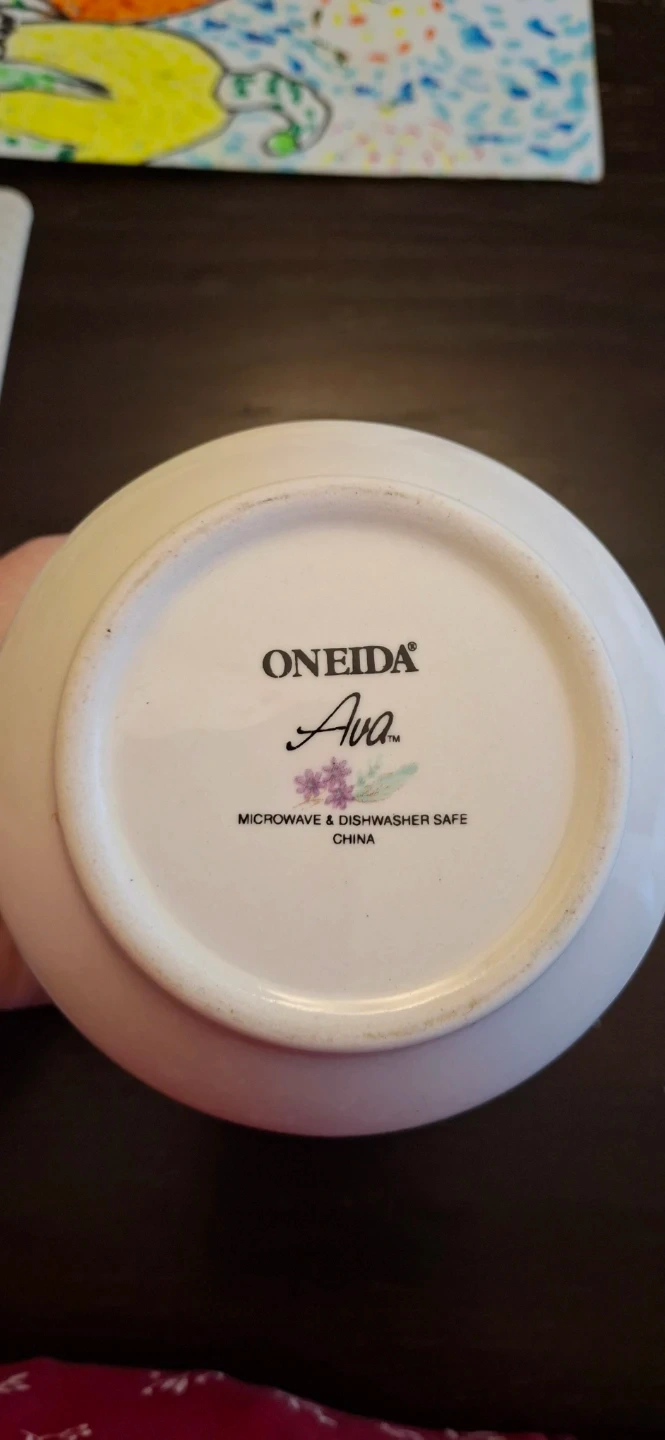 ONEIDA®
Ava™
MICROWAVE & DISHWASHER SAFE
CHINA